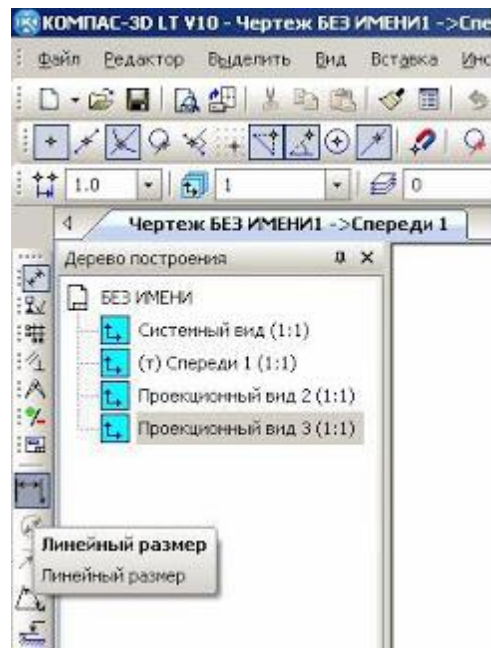 КОМПАС-3D LT V10 - Чертеж БЕЗ ИМЕНИ1 ->Спе
Файл Редактор Выделить Вид Вставка Инс
1.0 1 0
Чертеж БЕЗ ИМЕНИ1 ->Спереди 1
Дерево построения
БЕЗ ИМЕНИ
Системный вид (1:1)
(т) Спереди 1 (1:1)
Проекционный вид 2 (1:1)
Проекционный вид 3 (1:1)
Линейный размер
Линейный размер